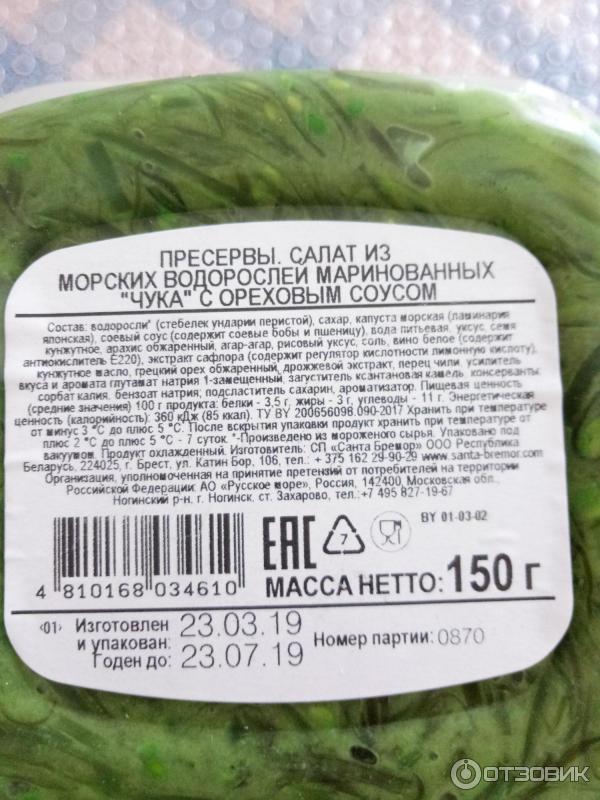 ПРЕСЕРВЫ. САЛАТ ИЗ
МОРСКИХ ВОДОРОСЛЕЙ МАРИНОВАННЫХ
"ЧУКА" С ОРЕХОВЫМ СОУСОМ
Состав: водоросли* (стебелек ундарии перистой), сахар, капуста морская (ламинария
японская), соевый соус (содержит соевые бобы и пшеницу), вода питьевая, уксус, семя
кунжутное, арахис обжаренный, агар-агар, рисовый уксус, соль, вино белое (содержит
антиокислитель Е220), экстракт сафлора (содержит регулятор кислотности лимонную кислоту),
кунжутное масло, грецкий орех обжаренный, дрожжевой экстракт, перец чили, усилитель
вкуса и аромата глутамат натрия 1-замещенный, загуститель ксантановая камедь, консерванты:
сорбат калия, бензоат натрия; подсластитель сахарин, ароматизатор. Пищевая ценность
(средние значения) 100 г продукта: белки - 3,5 г, жиры - 3 г, углеводы - 11 г. Энергетическая
ценность (калорийность): 360 кДж (85 ккал). ТУ BY 200656098.090-2017 Хранить при температуре
от минус 3 °С до плюс 5 °С. После вскрытия упаковки продукт хранить при температуре от
плюс 2 °С до плюс 5 °С - 7 суток *-Произведено из мороженого сырья. Упаковано под
вакуумом. Продукт охлажденный. Изготовитель: СП «Санта Бремор» ООО Республика
Беларусь, 224025, г. Брест, ул. Катин Бор, 106, тел.: + 375 162 29-90-29 www.santa-bremor.com
Организация, уполномоченная на принятие претензий от потребителей на территории
Российской Федерации: АО «Русское море», Россия, 142400, Московская обл.,
Ногинский р-н, г. Ногинск, ст. Захарово, тел.:+7 495 827-19-67
ЕАС 7 BY 01-03-02
МАССА НЕТТО: 150 г
4 810168 034610
‹01› Изготовлен 23.03.19
и упакован:
Номер партии: 0870
Годен до: 23.07.19
ОТЗОВИК